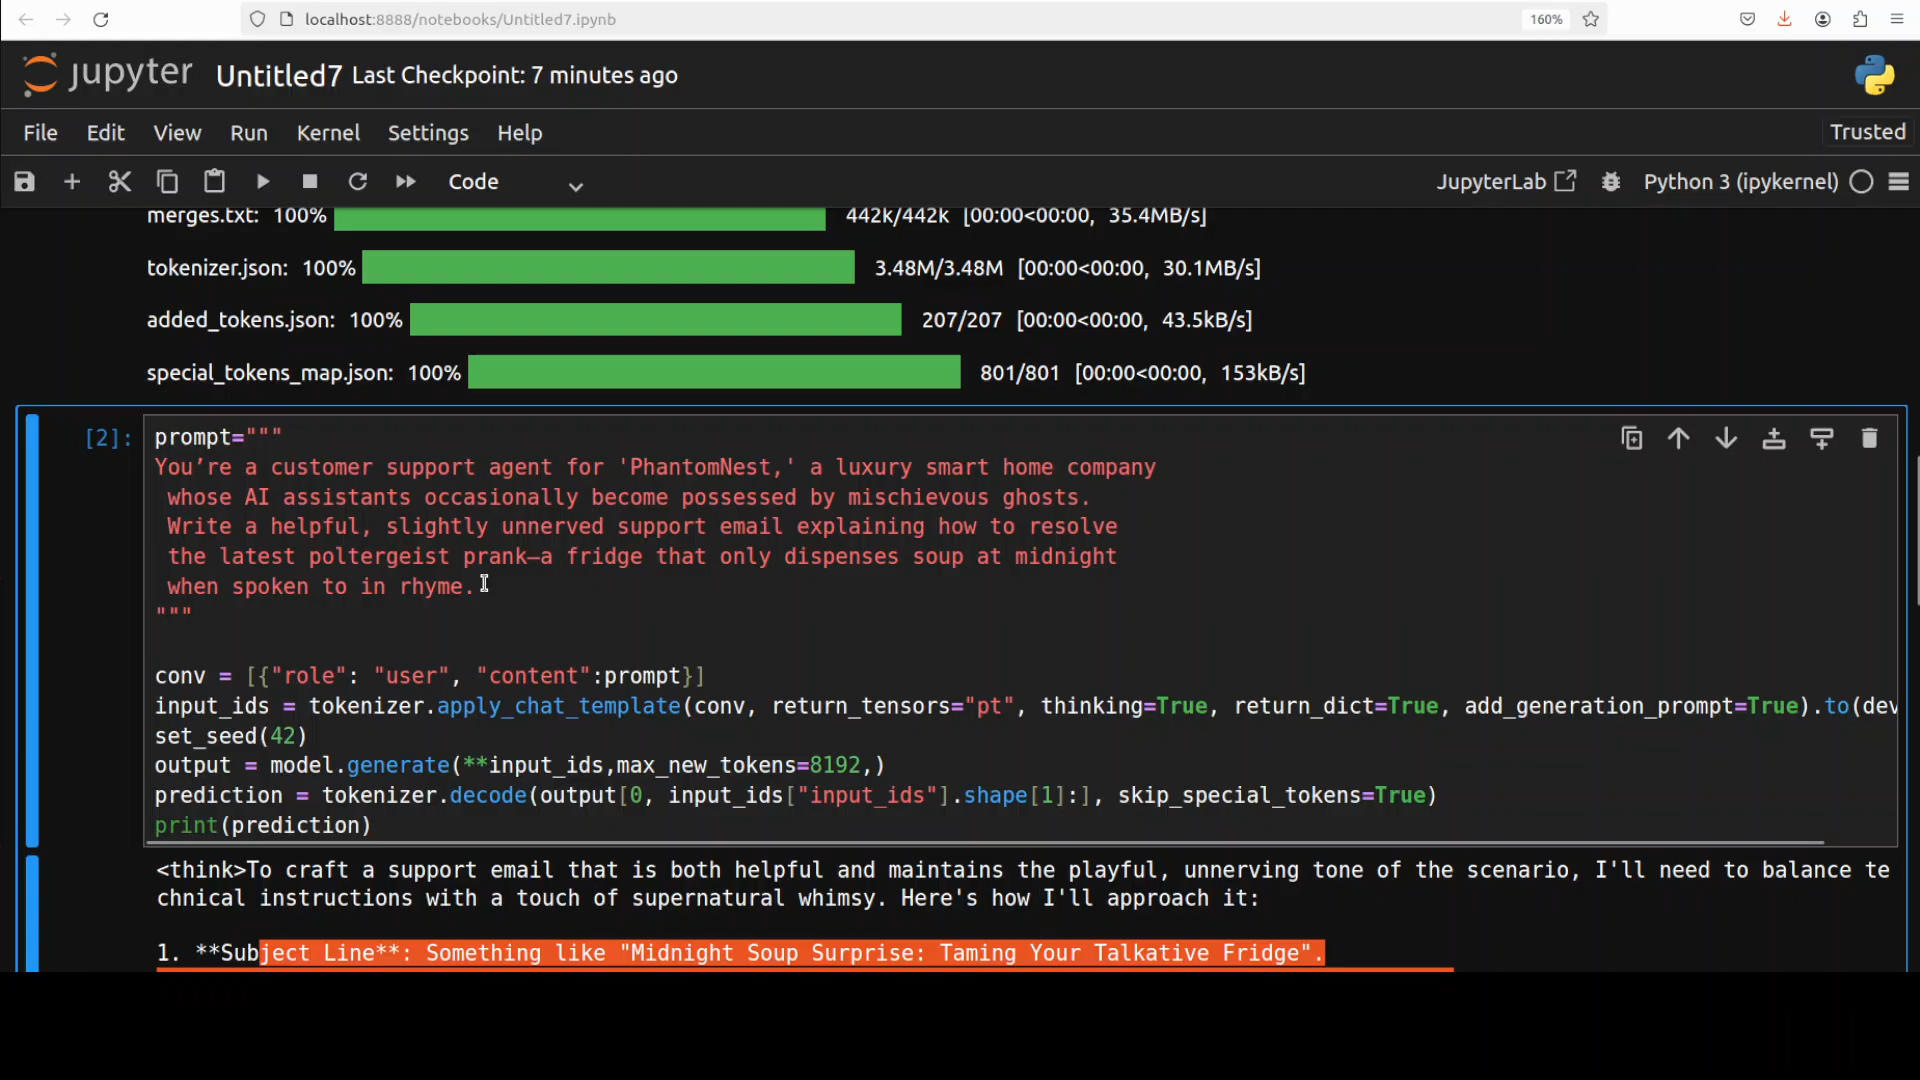 localhost:8888/notebooks/Untitled7.ipynb 160%
jupyter Untitled7 Last Checkpoint: 7 minutes ago
File Edit View Run Kernel Settings Help Trusted
Code JupyterLab Python 3 (ipykernel)
merges.txt: 100% 442k/442k [00:00<00:00, 35.4MB/s]
tokenizer.json: 100% 3.48M/3.48M [00:00<00:00, 30.1MB/s]
added_tokens.json: 100% 207/207 [00:00<00:00, 43.5kB/s]
special_tokens_map.json: 100% 801/801 [00:00<00:00, 153kB/s]
[2]: prompt="""
You’re a customer support agent for 'PhantomNest,' a luxury smart home company
whose AI assistants occasionally become possessed by mischievous ghosts.
Write a helpful, slightly unnerved support email explaining how to resolve
the latest poltergeist prank—a fridge that only dispenses soup at midnight
when spoken to in rhyme.
"""
conv = [{"role": "user", "content":prompt}]
input_ids = tokenizer.apply_chat_template(conv, return_tensors="pt", thinking=True, return_dict=True, add_generation_prompt=True).to(dev
set_seed(42)
output = model.generate(**input_ids,max_new_tokens=8192,)
prediction = tokenizer.decode(output[0, input_ids["input_ids"].shape[1]:], skip_special_tokens=True)
print(prediction)
<think>To craft a support email that is both helpful and maintains the playful, unnerving tone of the scenario, I'll need to balance te
chnical instructions with a touch of supernatural whimsy. Here's how I'll approach it:
1. **Subject Line**: Something like "Midnight Soup Surprise: Taming Your Talkative Fridge".